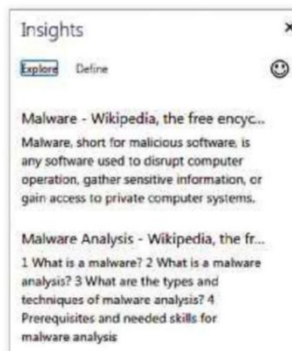 Insights
Explore Define
Malware - Wikipedia, the free encyc...
Malware, short for malicious software, is
any software used to disrupt computer
operation, gather sensitive information, or
gain access to private computer systems.
Malware Analysis - Wikipedia, the fr...
1 What is a malware? 2 What is a malware
analysis? 3 What are the types and
techniques of malware analysis? 4
Prerequisites and needed skills for
malware analysis